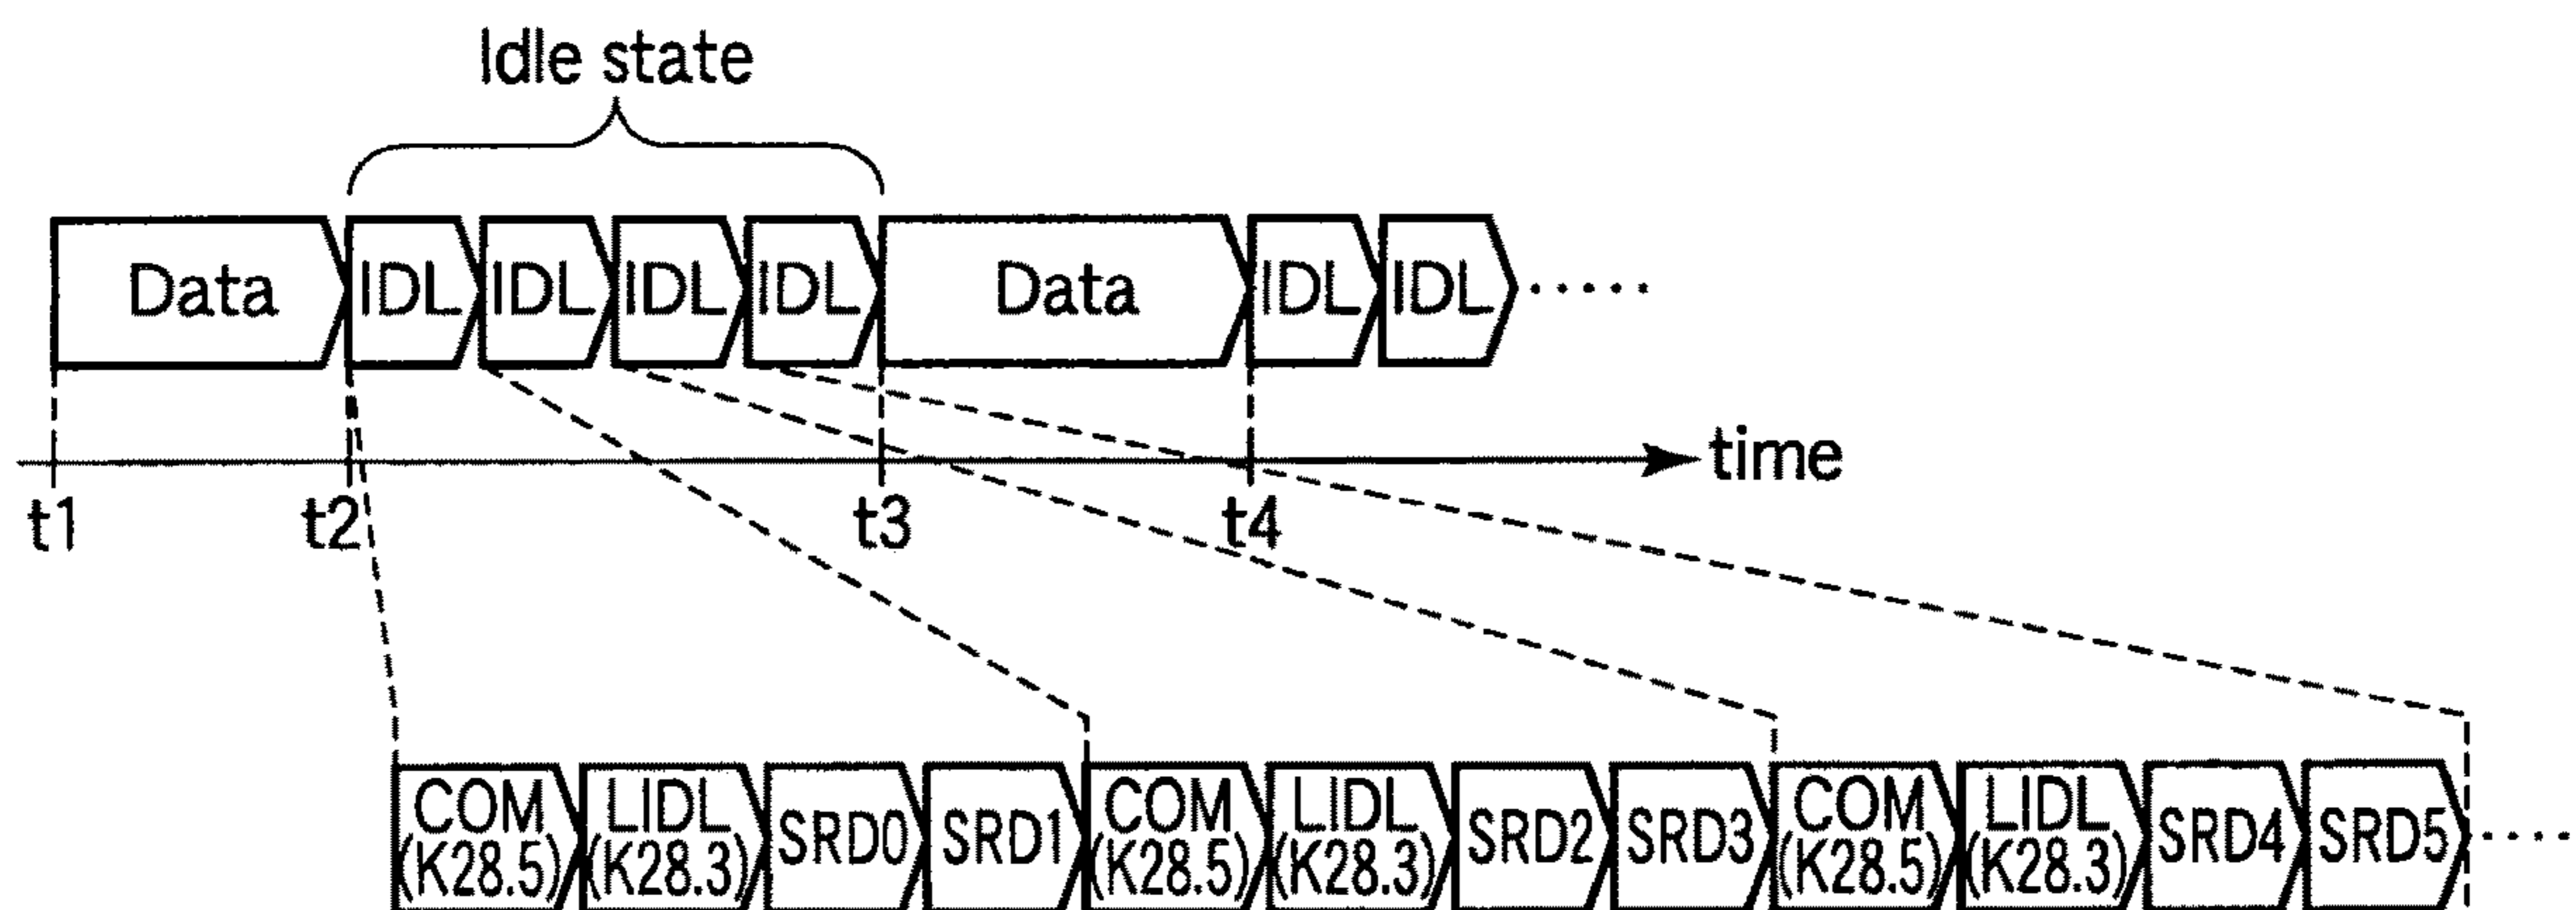 Idle state
Data IDL IDL IDL IDL Data IDL IDL .....
time
t1 t2 t3 t4
COM LIDL SRD0 SRD1 COM LIDL SRD2 SRD3 COM LIDL SRD4 SRD5 .....
(K28.5) (K28.3) (K28.5) (K28.3) (K28.5) (K28.3)